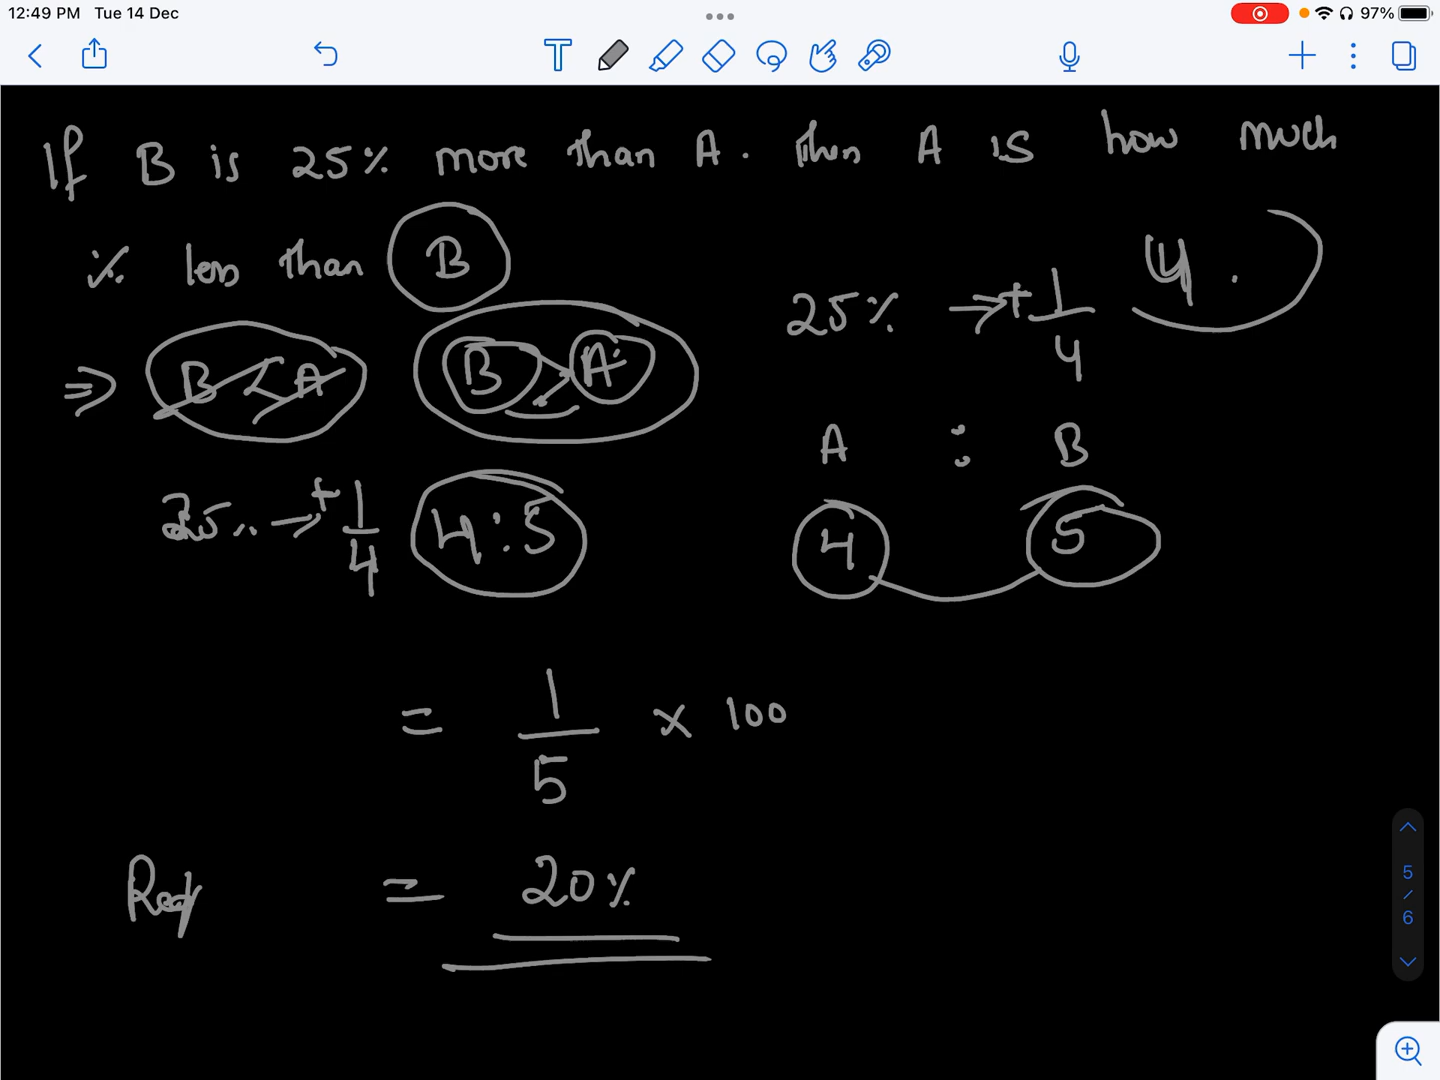 12:49 PM Tue 14 Dec
97%
T
If B is 25% more than A. Then A is how much
% less than B
25% → +1/4 4.
⇒ B < A B > A
A : B
25% → +1/4 4:5
4 5
= 1/5 × 100
= 20%
5
/
6